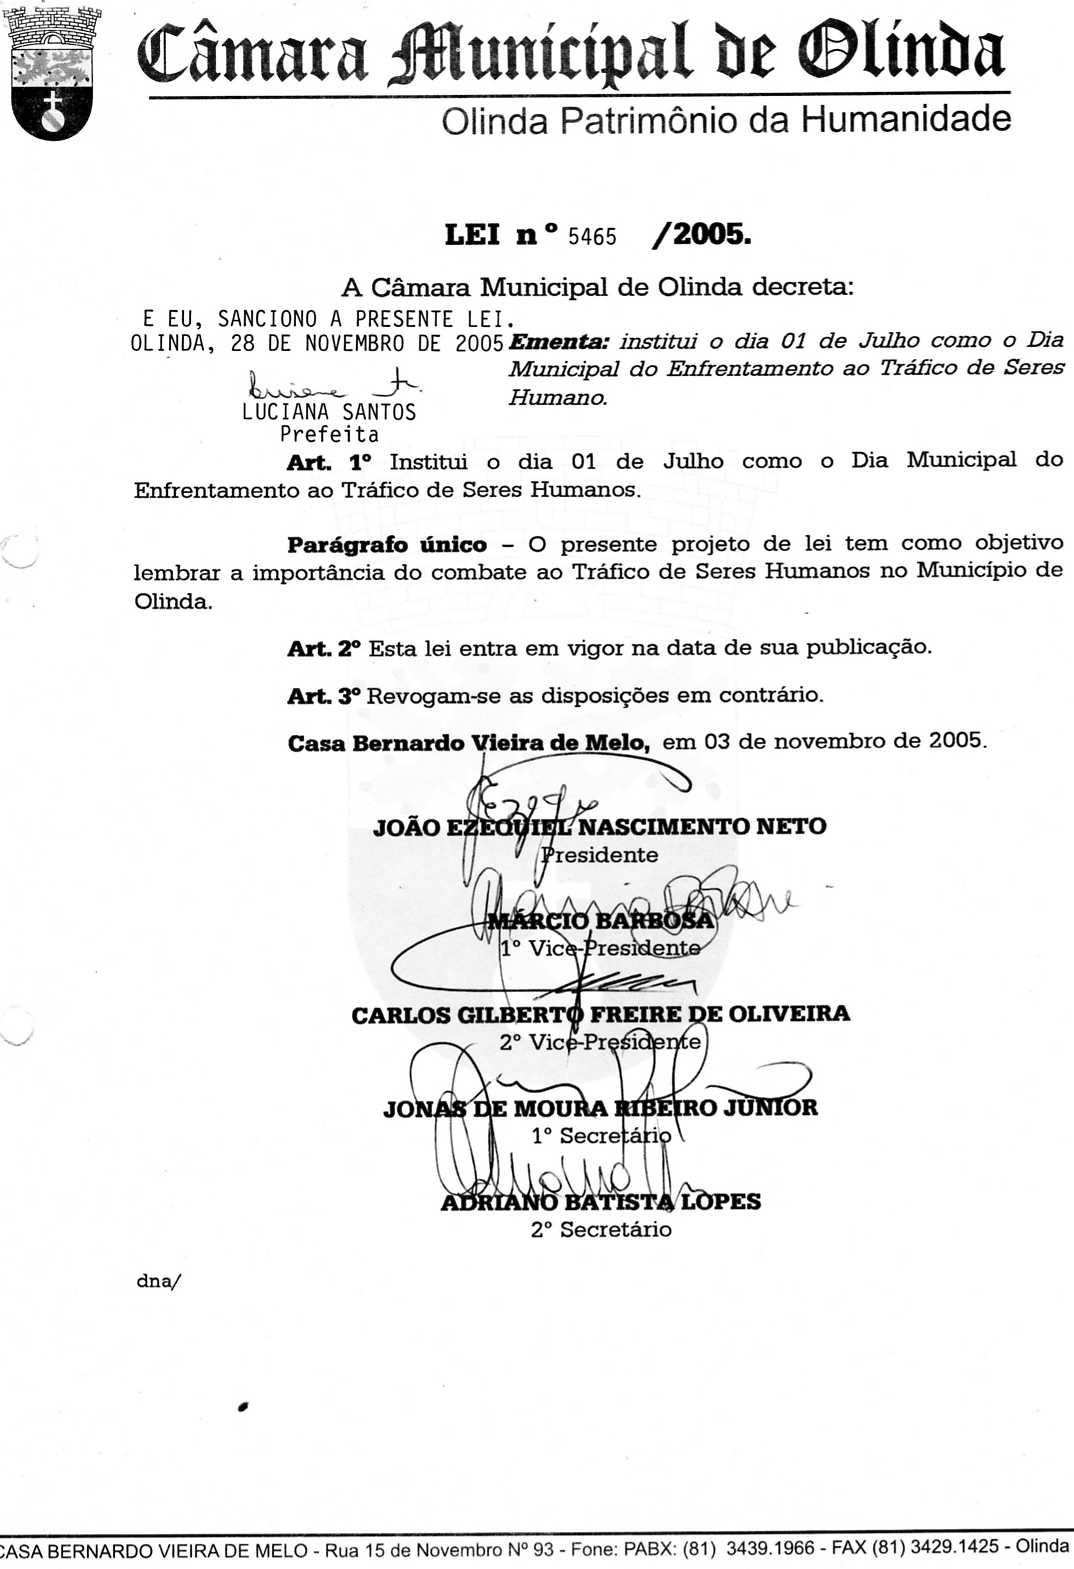 Câmara Municipal de Olinda
Olinda Patrimônio da Humanidade
LEI nº 5465 /2005.
A Câmara Municipal de Olinda decreta:
E EU, SANCIONO A PRESENTE LEI.
OLINDA, 28 DE NOVEMBRO DE 2005
LUCIANA SANTOS
Prefeita
Ementa: institui o dia 01 de Julho como o Dia
Municipal do Enfrentamento ao Tráfico de Seres
Humano.
Art. 1º Institui o dia 01 de Julho como o Dia Municipal do
Enfrentamento ao Tráfico de Seres Humanos.
Parágrafo único – O presente projeto de lei tem como objetivo
lembrar a importância do combate ao Tráfico de Seres Humanos no Município de
Olinda.
Art. 2º Esta lei entra em vigor na data de sua publicação.
Art. 3º Revogam-se as disposições em contrário.
Casa Bernardo Vieira de Melo, em 03 de novembro de 2005.
JOÃO EZEQUIEL NASCIMENTO NETO
Presidente
MÁRCIO BARBOSA
1º Vice-Presidente
CARLOS GILBERTO FREIRE DE OLIVEIRA
2º Vice-Presidente
JONAS DE MOURA RIBEIRO JÚNIOR
1º Secretário
ADRIANO BATISTA LOPES
2º Secretário
dna/
CASA BERNARDO VIEIRA DE MELO - Rua 15 de Novembro Nº 93 - Fone: PABX: (81) 3439.1966 - FAX (81) 3429.1425 - Olinda